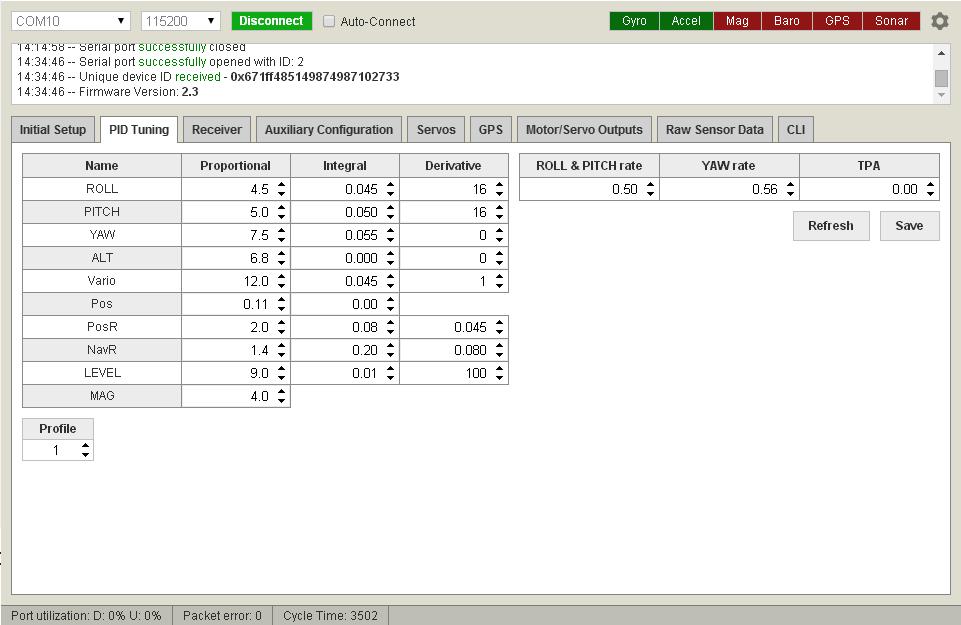 COM10 115200 Disconnect Auto-Connect Gyro Accel Mag Baro GPS Sonar
14:14:58 -- Serial port successfully closed
14:34:46 -- Serial port successfully opened with ID: 2
14:34:46 -- Unique device ID received - 0x671ff485149874987102733
14:34:46 -- Firmware Version: 2.3
Initial Setup PID Tuning Receiver Auxiliary Configuration Servos GPS Motor/Servo Outputs Raw Sensor Data CLI
Name Proportional Integral Derivative ROLL & PITCH rate YAW rate TPA
ROLL 4.5 0.045 16 0.50 0.56 0.00
PITCH 5.0 0.050 16
Refresh Save
YAW 7.5 0.055 0
ALT 6.8 0.000 0
Vario 12.0 0.045 1
Pos 0.11 0.00
PosR 2.0 0.08 0.045
NavR 1.4 0.20 0.080
LEVEL 9.0 0.01 100
MAG 4.0
Profile
1
Port utilization: D: 0% U: 0% Packet error: 0 Cycle Time: 3502